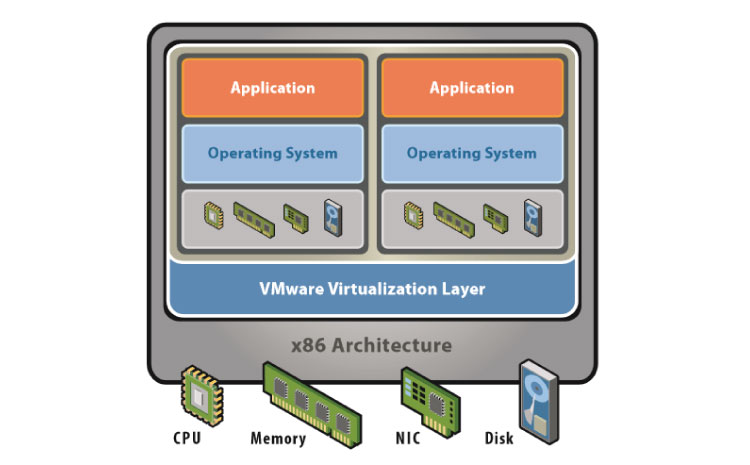 Application
Application
Operating System
Operating System
VMware Virtualization Layer
x86 Architecture
CPU
Memory
NIC
Disk